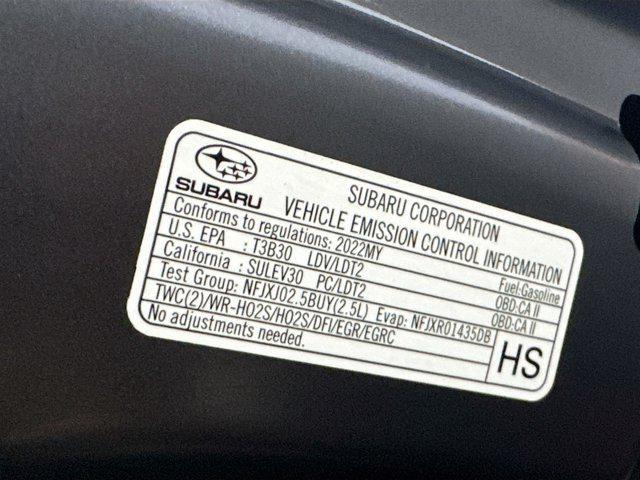 SUBARU
SUBARU CORPORATION
VEHICLE EMISSION CONTROL INFORMATION
Conforms to regulations: 2022MY
Fuel:Gasoline
U.S. EPA : T3B30 LDV/LDT2
OBD:CA II
California : SULEV30 PC/LDT2
OBD:CA II
Test Group: NFJXJ02.5BUY(2.5L) Evap: NFJXR01435DB
TWC(2)/WR-HO2S/HO2S/DFI/EGR/EGRC
No adjustments needed.
HS